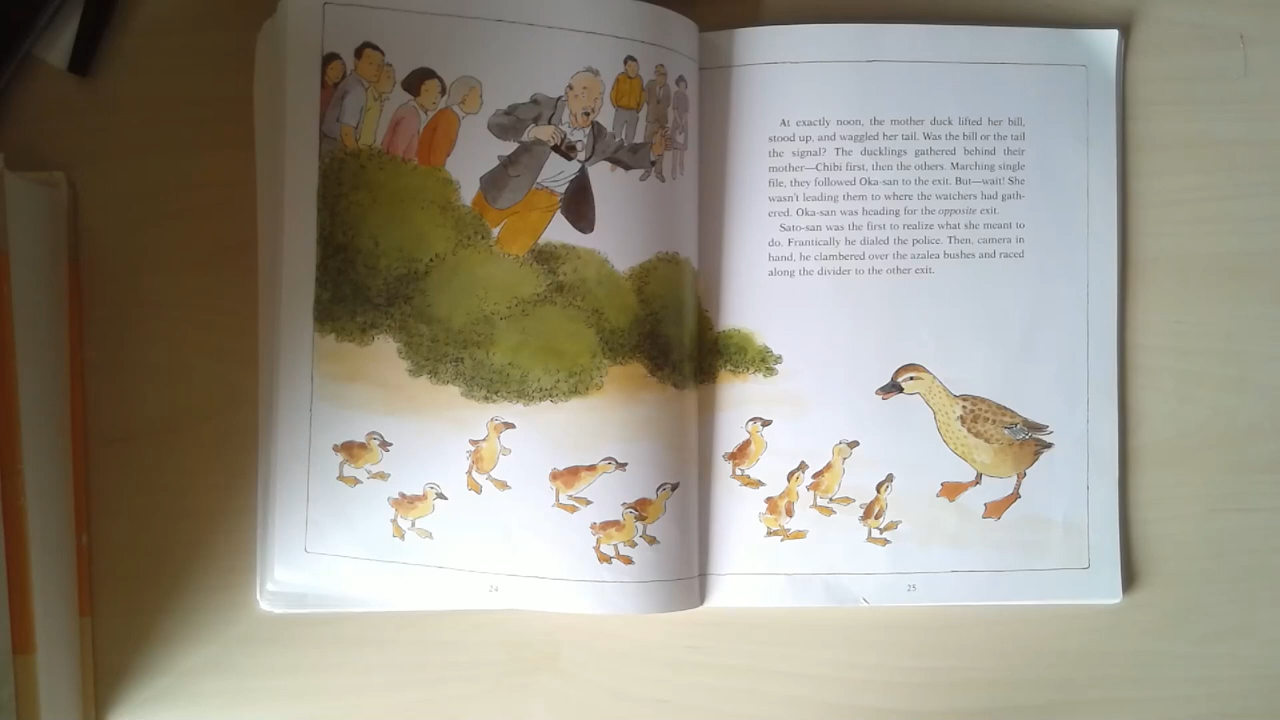 At exactly noon, the mother duck lifted her bill,
stood up, and waggled her tail. Was the bill or the tail
the signal? The ducklings gathered behind their
mother—Chibi first, then the others. Marching single
file, they followed Oka-san to the exit. But—wait! She
wasn't leading them to where the watchers had gath-
ered. Oka-san was heading for the opposite exit.
Sato-san was the first to realize what she meant to
do. Frantically he dialed the police. Then, camera in
hand, he clambered over the azalea bushes and raced
along the divider to the other exit.
24
25